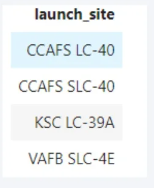 launch_site
CCAFS LC-40
CCAFS SLC-40
KSC LC-39A
VAFB SLC-4E